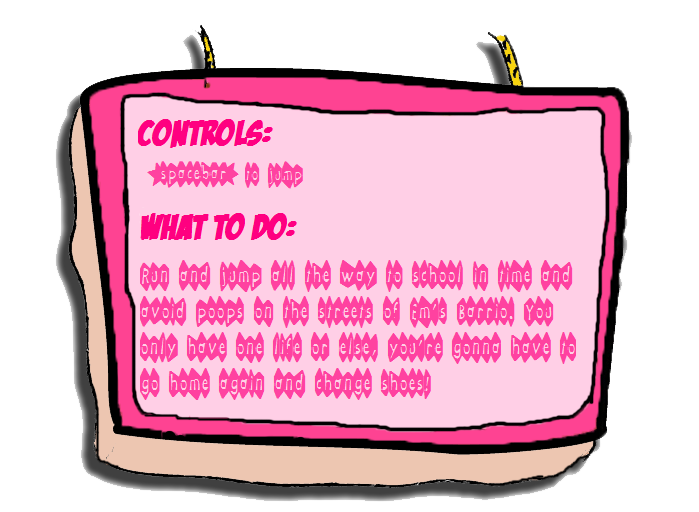 CONTROLS:
spacebar to jump
WHAT TO DO:
Run and jump all the way to school in time and
avoid poops on the streets of Em's Barrio. You
only have one life or else, you're gonna have to
go home again and change shoes!